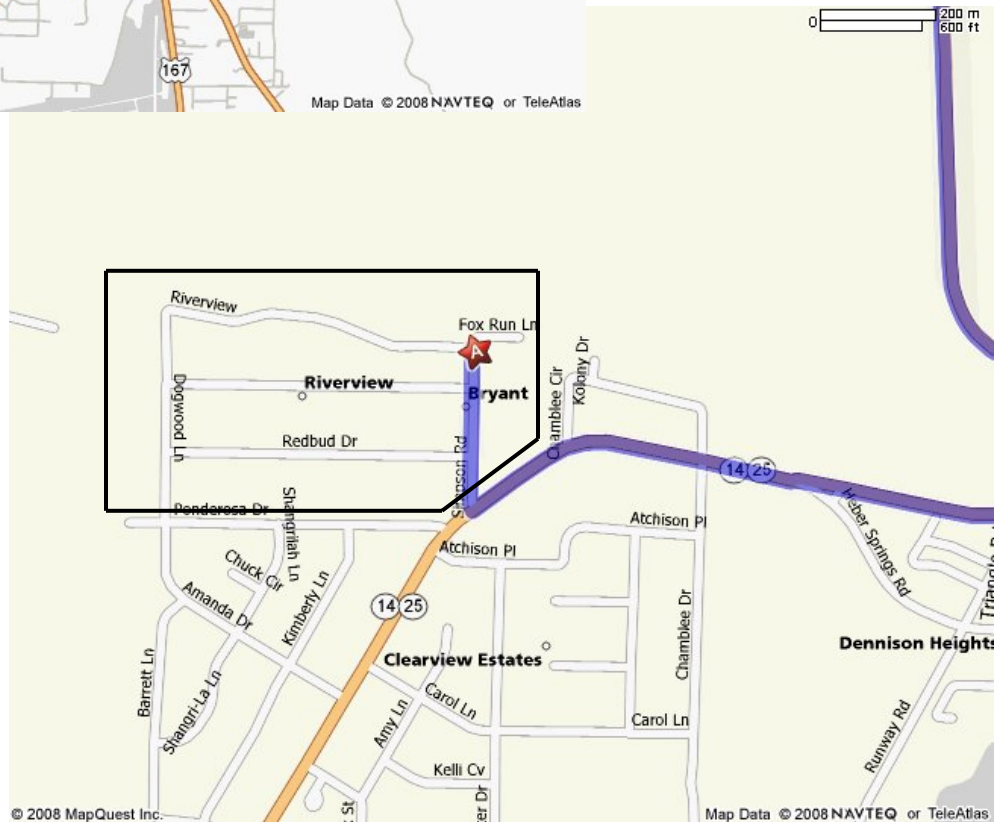 167
Map Data © 2008 NAVTEQ or TeleAtlas
0
200 m
600 ft
Riverview
Fox Run Ln
A
Kolony Dr
Chamblee Cir
Dogwood Ln
Riverview
Bryant
Redbud Dr
Simpson Rd
14 25
Ponderosa Dr
Shangrilah Ln
Atchison Pl
Atchison Pl
Heber Springs Rd
Chuck Cir
Kimberly Ln
Amanda Dr
14 25
Chamblee Dr
Dennison Heights
Clearview Estates
Barrett Ln
Shangri-La Ln
Carol Ln
Amy Ln
Carol Ln
Runway Rd
Kelli Cv
© 2008 MapQuest Inc.
Map Data © 2008 NAVTEQ or TeleAtlas